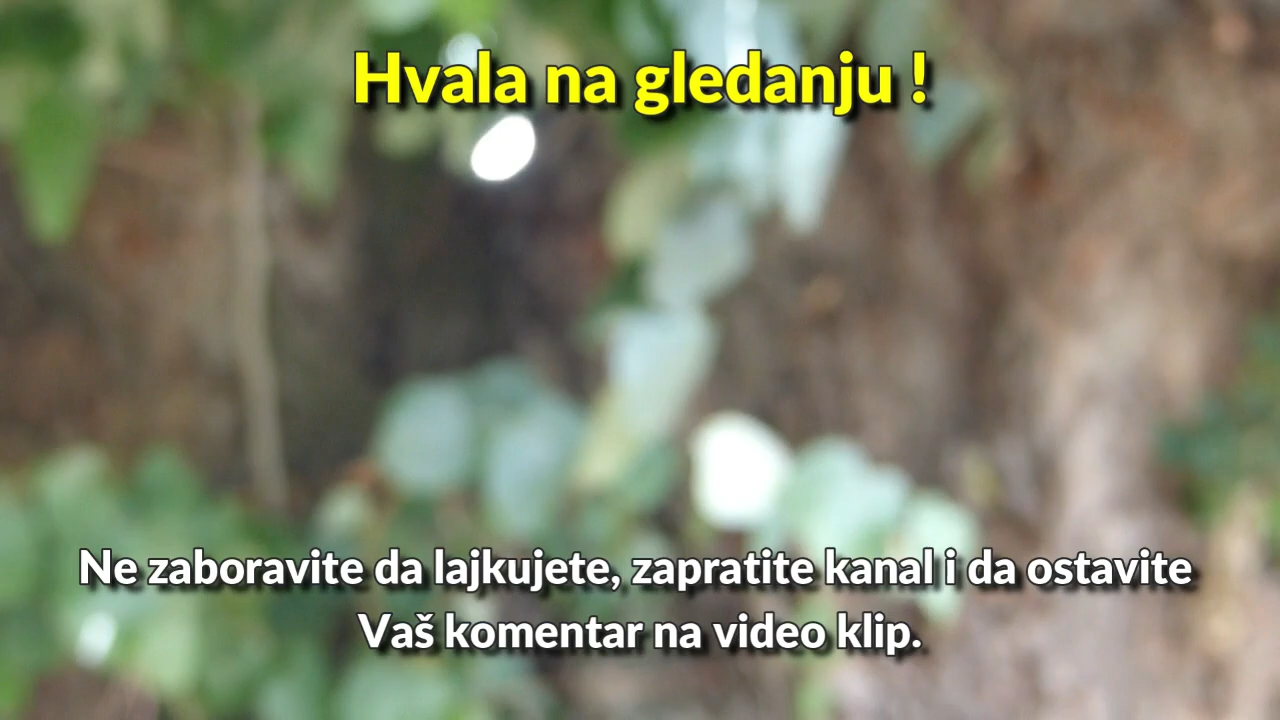 Hvala na gledanju !
Ne zaboravite da lajkujete, zapratite kanal i da ostavite
Vaš komentar na video klip.